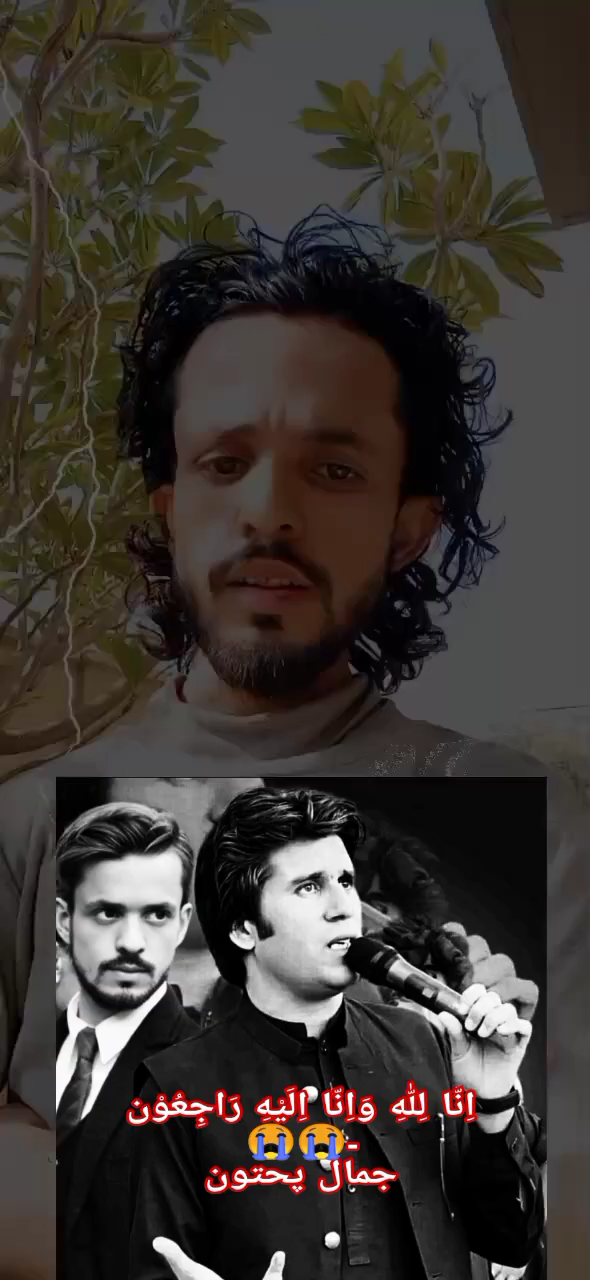 اِنَّا لِلّٰهِ وَاِنَّا اِلَيْهِ رَاجِعُوْن
😭😭-
جمال پحتون